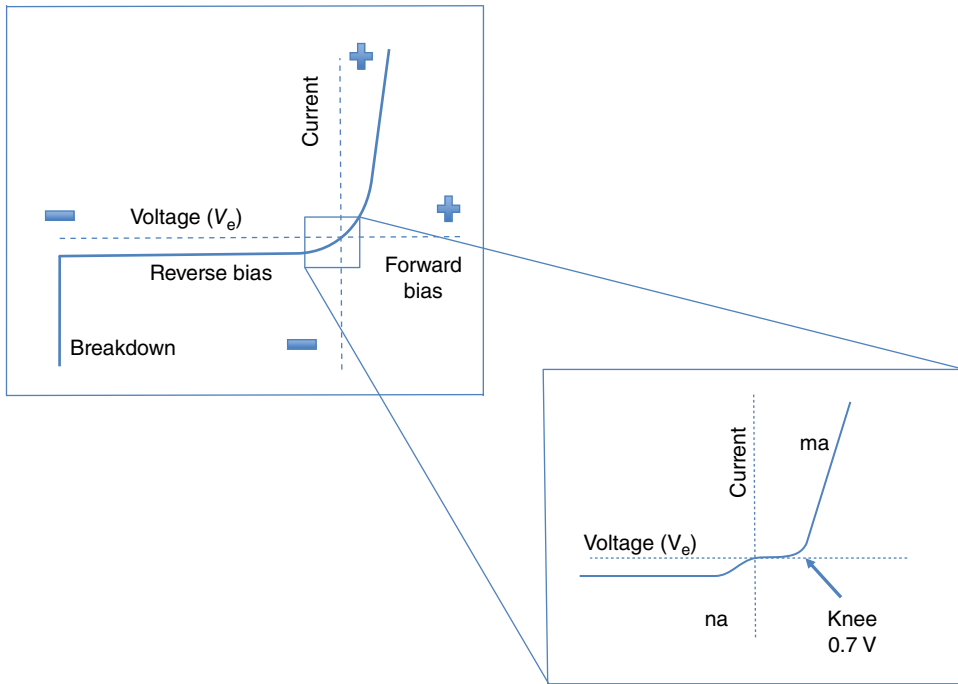 Current
Voltage (Vₑ)
Reverse bias
Forward
bias
Breakdown
Current
ma
Voltage (Vₑ)
na
Knee
0.7 V